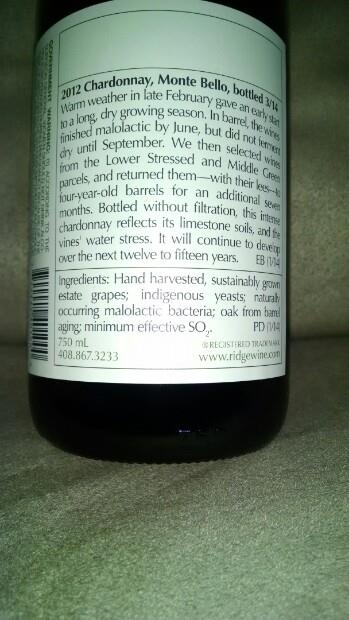 2012 Chardonnay, Monte Bello, bottled 3/14
Warm weather in late February gave an early start
to a long, dry growing season. In barrel, the wines
finished malolactic by June, but did not ferment
dry until September. We then selected wines
from the Lower Stressed and Middle Green
parcels, and returned them—with their lees—to
four-year-old barrels for an additional seven
months. Bottled without filtration, this intense
chardonnay reflects its limestone soils, and the
vines' water stress. It will continue to develop
over the next twelve to fifteen years. EB (1/14)
Ingredients: Hand harvested, sustainably grown
estate grapes; indigenous yeasts; naturally
occurring malolactic bacteria; oak from barrel
aging; minimum effective SO₂. PD (1/14)
750 mL ®REGISTERED TRADEMARK
408.867.3233 www.ridgewine.com
GOVERNMENT WARNING: (1) ACCORDING TO THE